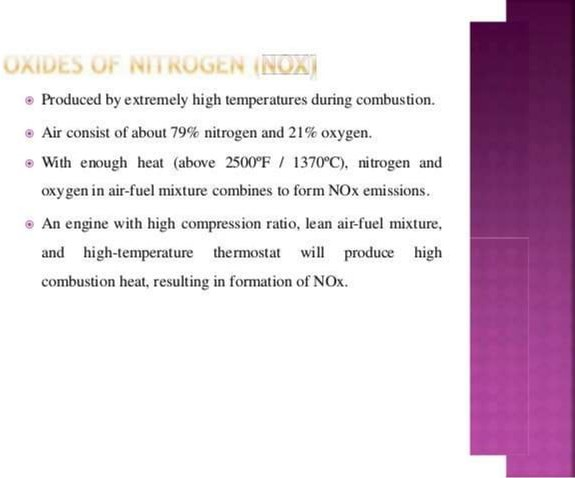 OXIDES OF NITROGEN (NOX)
Produced by extremely high temperatures during combustion.
Air consist of about 79% nitrogen and 21% oxygen.
With enough heat (above 2500ºF / 1370ºC), nitrogen and
oxygen in air-fuel mixture combines to form NOx emissions.
An engine with high compression ratio, lean air-fuel mixture,
and high-temperature thermostat will produce high
combustion heat, resulting in formation of NOx.